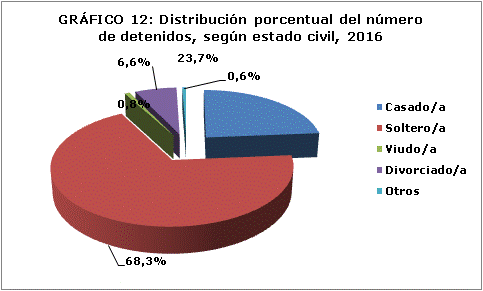 GRÁFICO 12: Distribución porcentual del número
de detenidos, según estado civil, 2016
6,6%
23,7%
0,6%
0,8%
68,3%
Casado/a
Soltero/a
Viudo/a
Divorciado/a
Otros